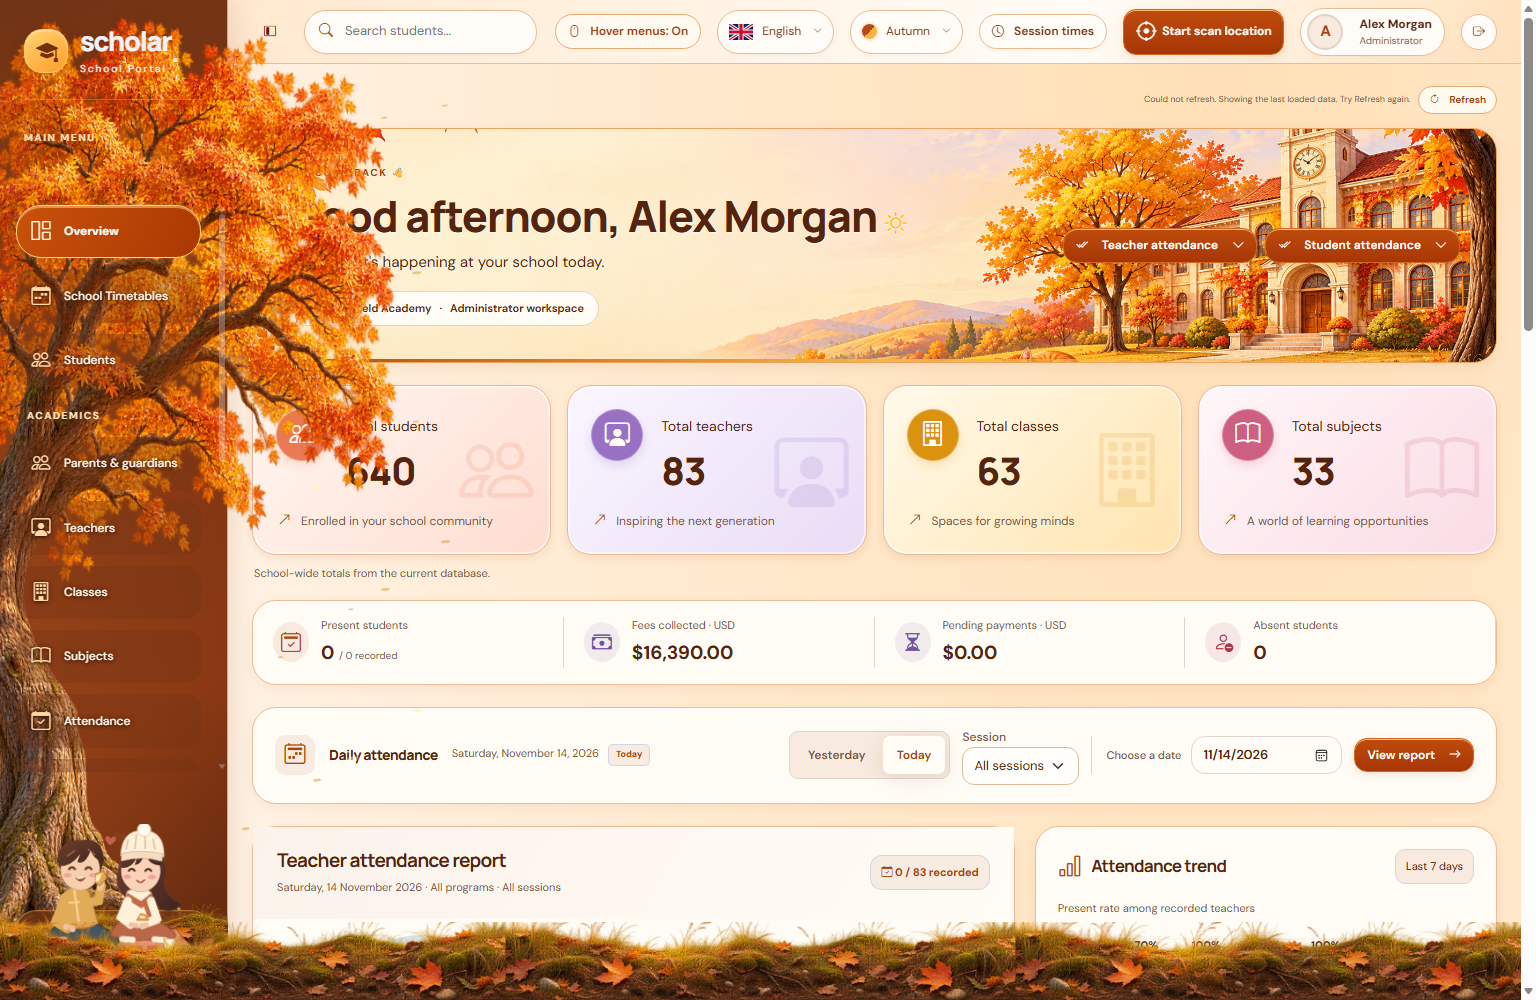 scholar
School Portal
Search students...
Hover menus: On
English
Autumn
Session times
Start scan location
A
Alex Morgan
Administrator
Could not refresh. Showing the last loaded data. Try Refresh again.
Refresh
MAIN MENU
Overview
School Timetables
Students
ACADEMICS
Parents & guardians
Teachers
Classes
Subjects
Attendance
ACK
od afternoon, Alex Morgan
s happening at your school today.
eld Academy · Administrator workspace
Teacher attendance
Student attendance
al students
640
Enrolled in your school community
Total teachers
83
Inspiring the next generation
Total classes
63
Spaces for growing minds
Total subjects
33
A world of learning opportunities
School-wide totals from the current database.
Present students
0 / 0 recorded
Fees collected · USD
$16,390.00
Pending payments · USD
$0.00
Absent students
0
Daily attendance
Saturday, November 14, 2026
Today
Yesterday
Today
Session
All sessions
Choose a date
11/14/2026
View report
Teacher attendance report
Saturday, 14 November 2026 · All programs · All sessions
0 / 83 recorded
Attendance trend
Last 7 days
Present rate among recorded teachers
70%
100%
100%